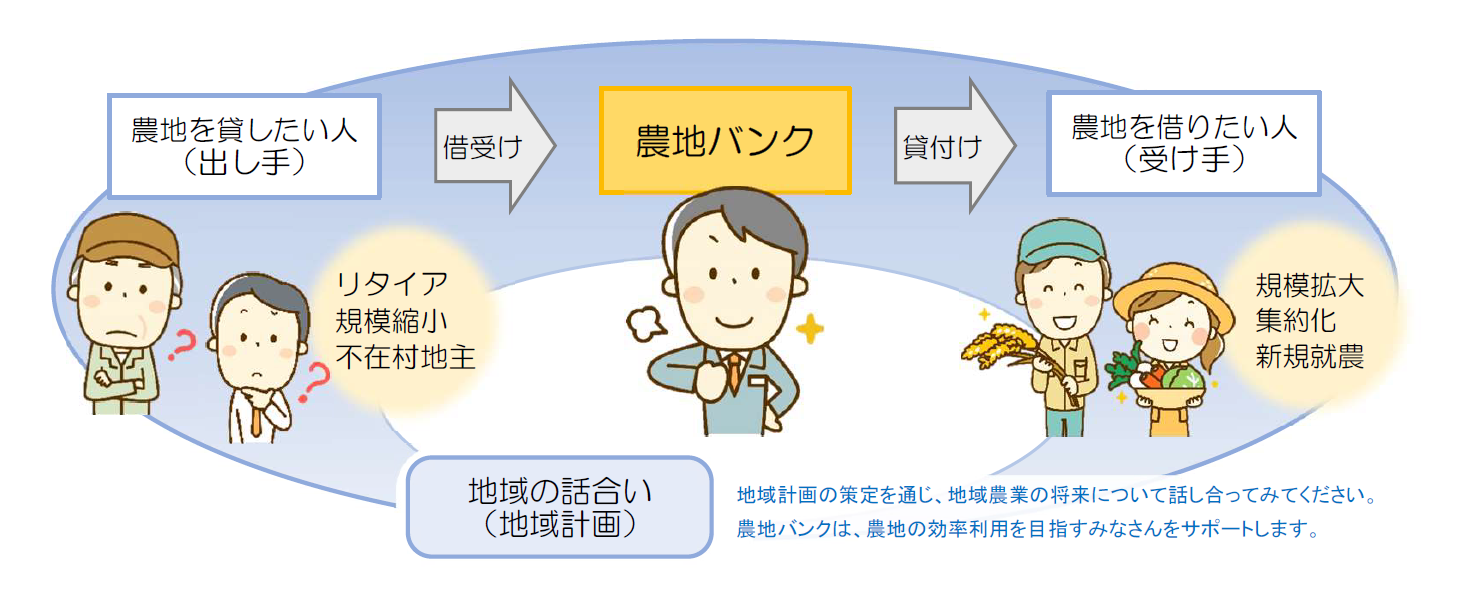 農地を貸したい人
（出し手）
借受け
農地バンク
貸付け
農地を借りたい人
（受け手）
リタイア
規模縮小
不在村地主
規模拡大
集約化
新規就農
地域の話合い
（地域計画）
地域計画の策定を通じ、地域農業の将来について話し合ってみてください。
農地バンクは、農地の効率利用を目指すみなさんをサポートします。